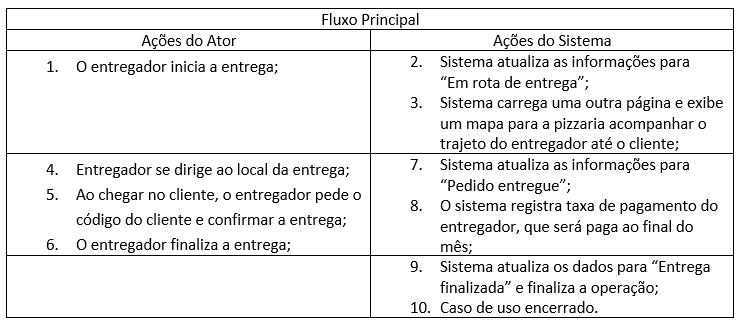 Fluxo Principal
Ações do Ator
Ações do Sistema
1. O entregador inicia a entrega;
2. Sistema atualiza as informações para
“Em rota de entrega”;
3. Sistema carrega uma outra página e exibe
um mapa para a pizzaria acompanhar o
trajeto do entregador até o cliente;
4. Entregador se dirige ao local da entrega;
5. Ao chegar no cliente, o entregador pede o
código do cliente e confirmar a entrega;
6. O entregador finaliza a entrega;
7. Sistema atualiza as informações para
“Pedido entregue”;
8. O sistema registra taxa de pagamento do
entregador, que será paga ao final do
mês;
9. Sistema atualiza os dados para “Entrega
finalizada” e finaliza a operação;
10. Caso de uso encerrado.